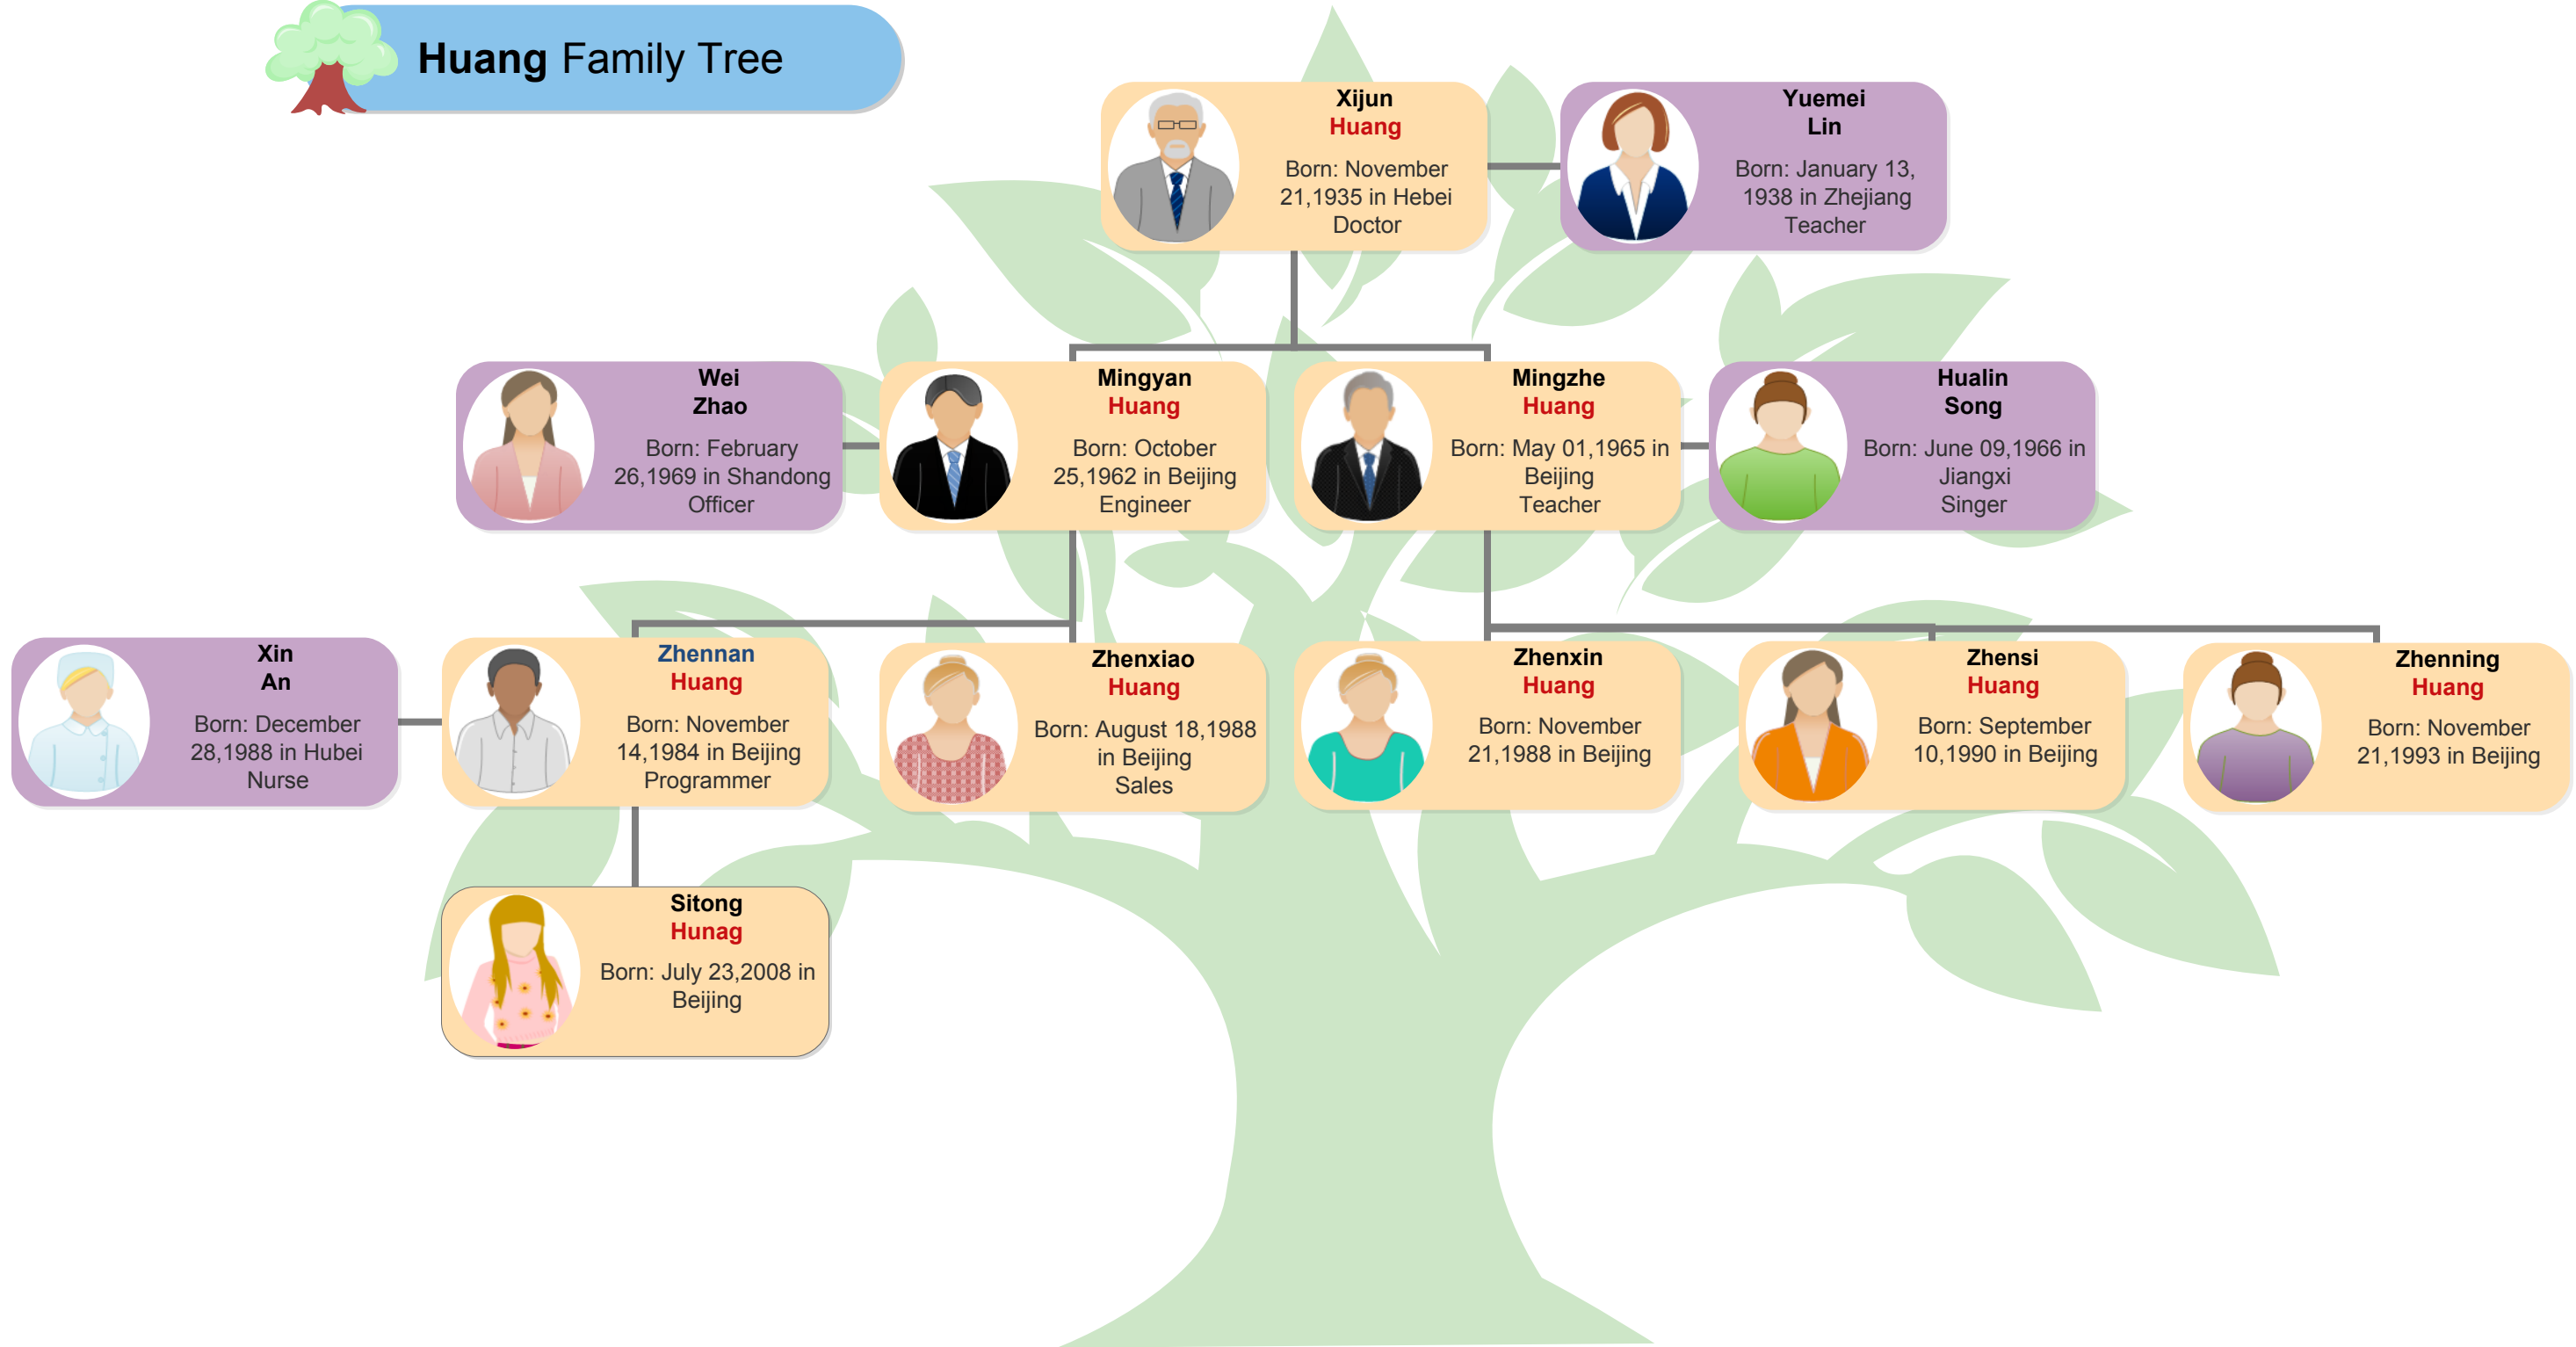 Huang Family Tree
Xijun
Huang
Born: November
21,1935 in Hebei
Doctor
Yuemei
Lin
Born: January 13,
1938 in Zhejiang
Teacher
Wei
Zhao
Born: February
26,1969 in Shandong
Officer
Mingyan
Huang
Born: October
25,1962 in Beijing
Engineer
Mingzhe
Huang
Born: May 01,1965 in
Beijing
Teacher
Hualin
Song
Born: June 09,1966 in
Jiangxi
Singer
Xin
An
Born: December
28,1988 in Hubei
Nurse
Zhennan
Huang
Born: November
14,1984 in Beijing
Programmer
Zhenxiao
Huang
Born: August 18,1988
in Beijing
Sales
Zhenxin
Huang
Born: November
21,1988 in Beijing
Zhensi
Huang
Born: September
10,1990 in Beijing
Zhenning
Huang
Born: November
21,1993 in Beijing
Sitong
Hunag
Born: July 23,2008 in
Beijing